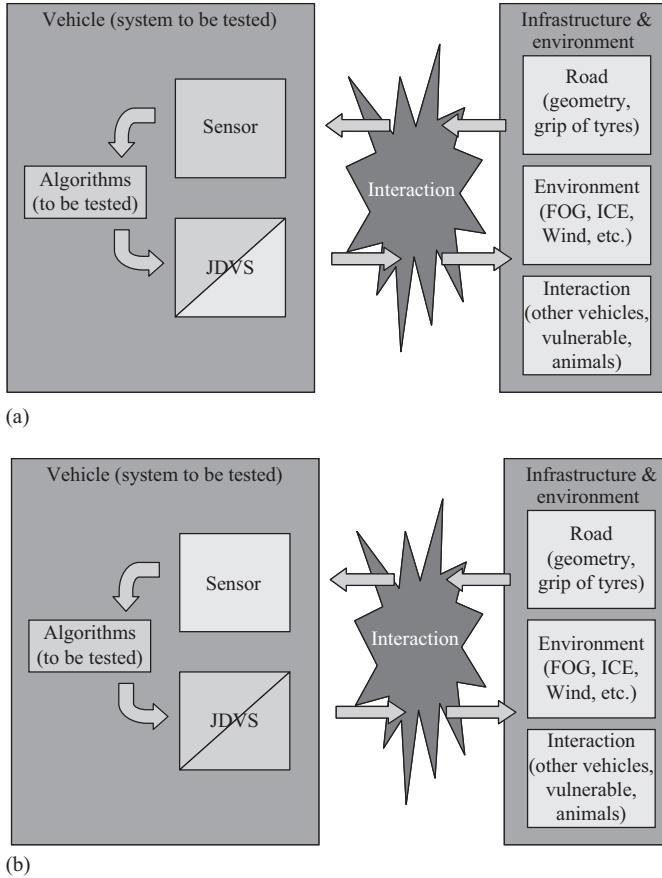 Vehicle (system to be tested)
Sensor
Algorithms
(to be tested)
JDVS
Interaction
Infrastructure &
environment
Road
(geometry,
grip of tyres)
Environment
(FOG, ICE,
Wind, etc.)
Interaction
(other vehicles,
vulnerable,
animals)
(a)
Vehicle (system to be tested)
Sensor
Algorithms
(to be tested)
JDVS
Interaction
Infrastructure &
environment
Road
(geometry,
grip of tyres)
Environment
(FOG, ICE,
Wind, etc.)
Interaction
(other vehicles,
vulnerable,
animals)
(b)